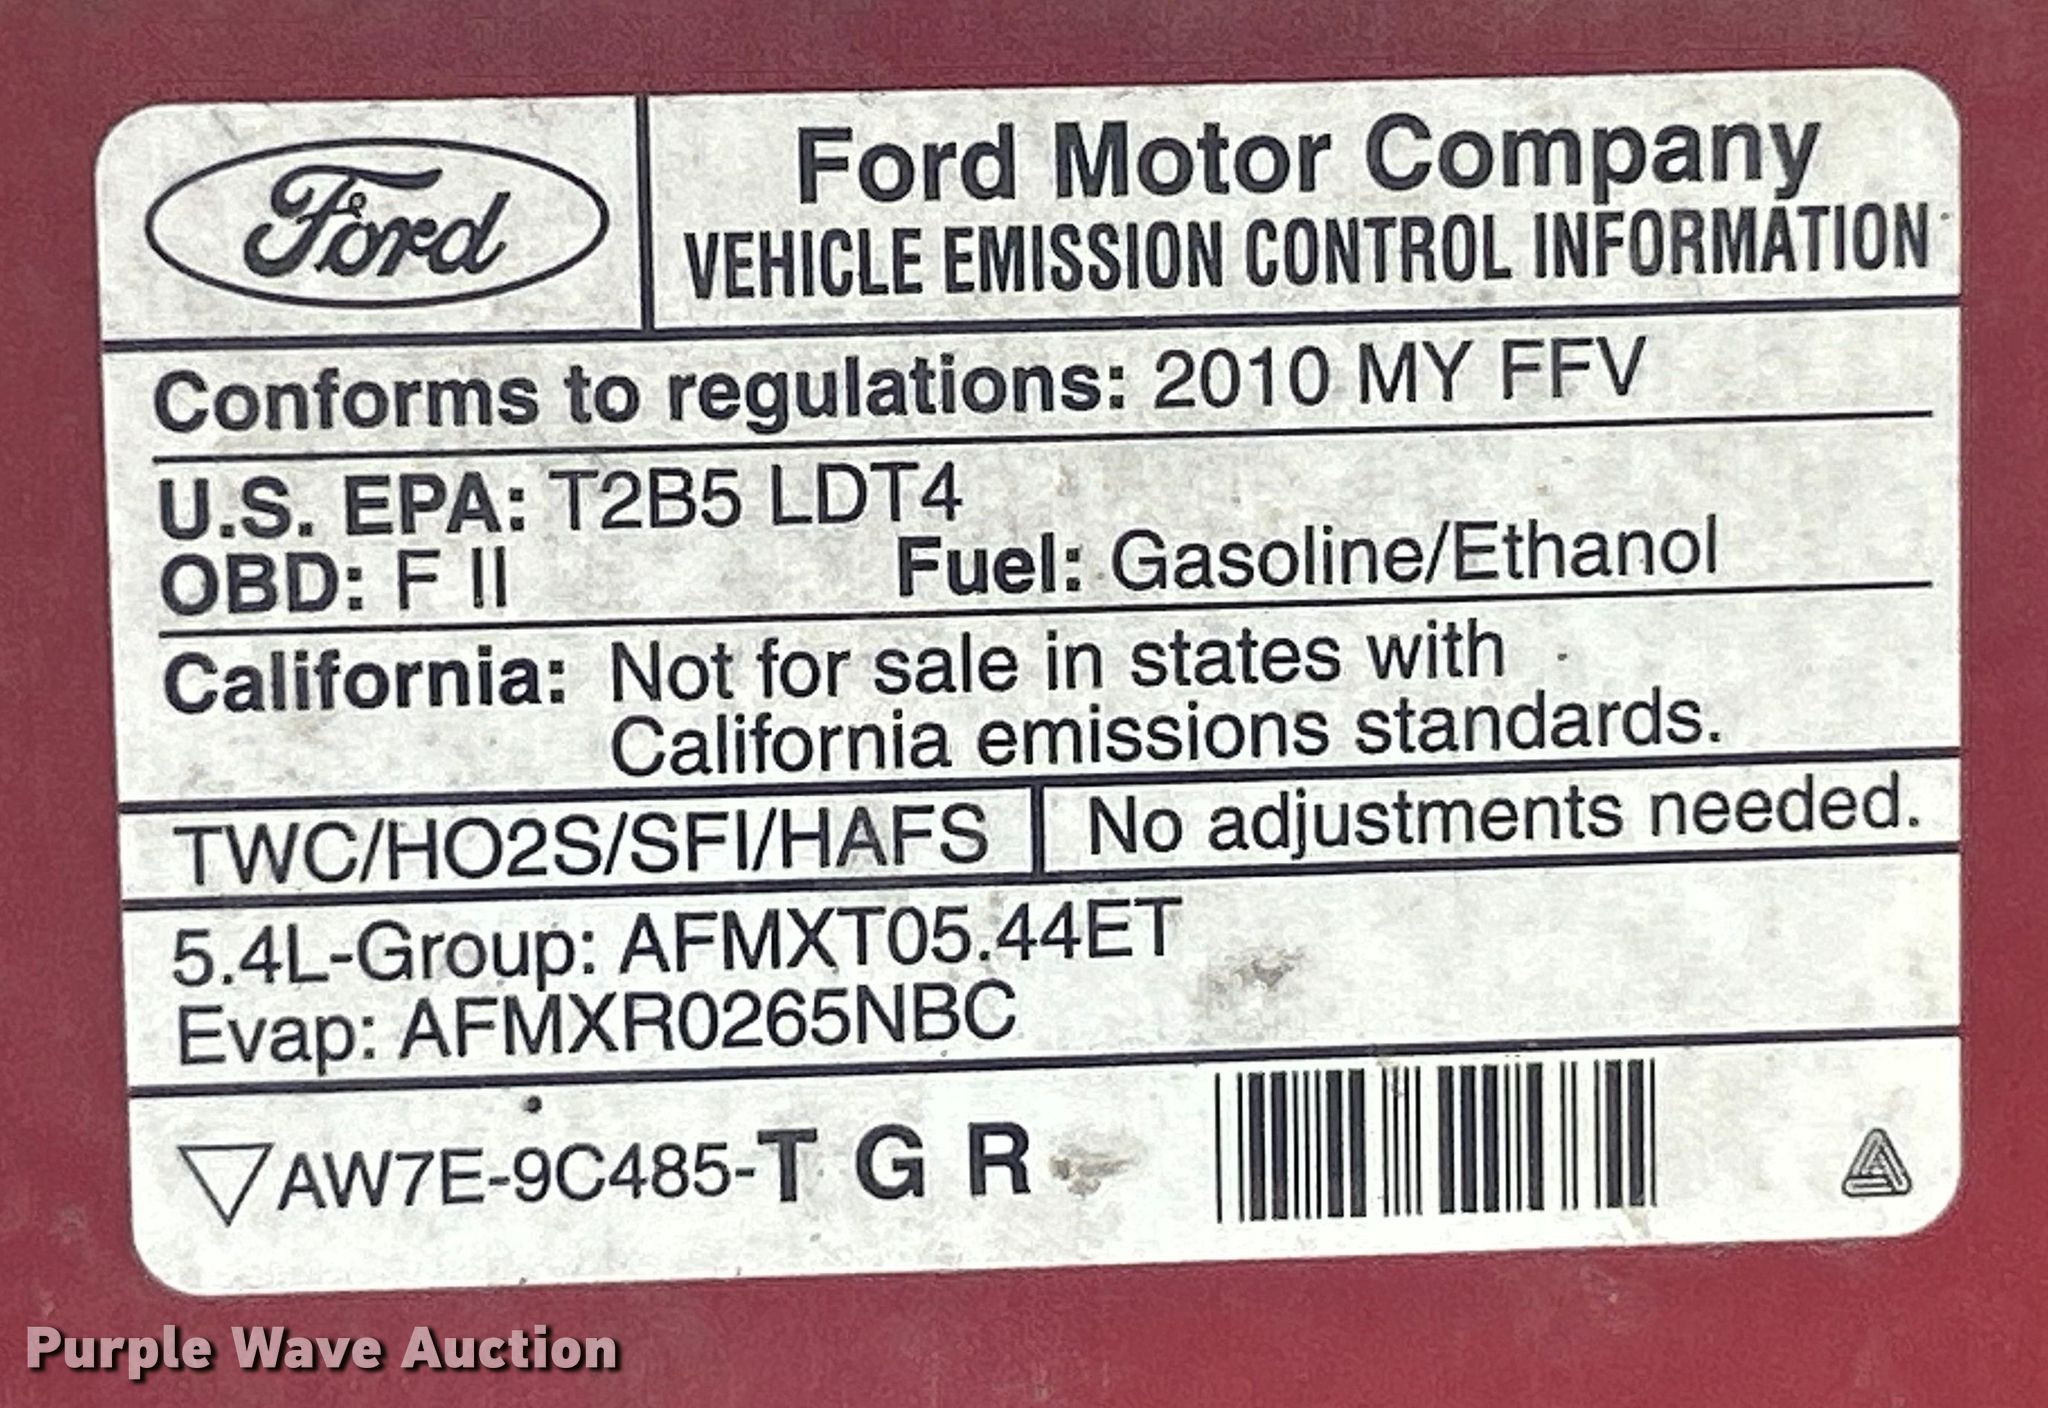 Ford
Ford Motor Company
VEHICLE EMISSION CONTROL INFORMATION
Conforms to regulations: 2010 MY FFV
U.S. EPA: T2B5 LDT4
OBD: F II Fuel: Gasoline/Ethanol
California: Not for sale in states with
California emissions standards.
TWC/HO2S/SFI/HAFS No adjustments needed.
5.4L-Group: AFMXT05.44ET
Evap: AFMXR0265NBC
AW7E-9C485-T G R
Purple Wave Auction